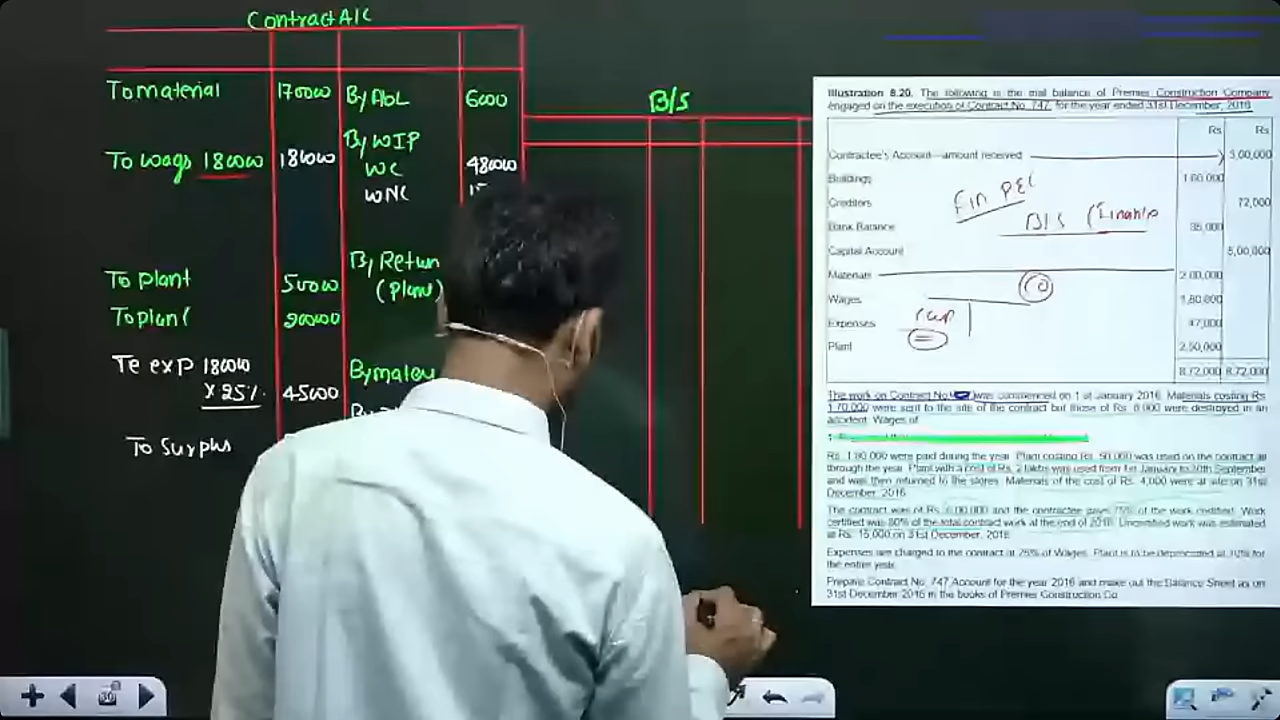 Contract A/C
To material 170000 By AOL 6000
By WIP
To wags 180000 180000 WC 480000
WNC
By Return
To plant 50000 (Plant)
To plant 200000
To exp 180000
X 25% 45000
To Surplus
B/S
Illustration 8.20. The following is the trial balance of Premier Construction Company
engaged on the execution of Contract No. 747, for the year ended 31st December, 2016
Rs Rs
Contractee's Account—amount received 3,00,000
Buildings 1,60,000
Creditors 72,000
Bank Balance 35,000
Capital Account 5,00,000
Materials 2,00,000
Wages 1,80,000
Expenses 47,000
Plant 2,50,000
8,72,000 8,72,000
B/S
The work on Contract No. was commenced on 1st January 2016. Materials costing Rs.
1,70,000 were sent to the site of the contract but those of Rs. 6,000 were destroyed in an
accident. Wages of
Rs. 1,80,000 were paid during the year. Plant costing Rs. 50,000 was used on the contract all
through the year. Plant with a cost of Rs. 2 lakhs was used from 1st January to 30th September
and was then returned to the stores. Materials of the cost of Rs. 4,000 were at site on 31st
December, 2016.
The contract was of Rs. 6,00,000 and the contractee gave 75% of the work certified. Work
certified was 80% of the total contract work at the end of 2016. Uncertified work was estimated
at Rs. 15,000 on 31st December, 2016.
Expenses are charged to the contract at 25% of Wages. Plant is to be depreciated at 10% for
the entire year.
Prepare Contract No. 747 Account for the year 2016 and make out the Balance Sheet as on
31st December 2016 in the books of Premier Construction Co.